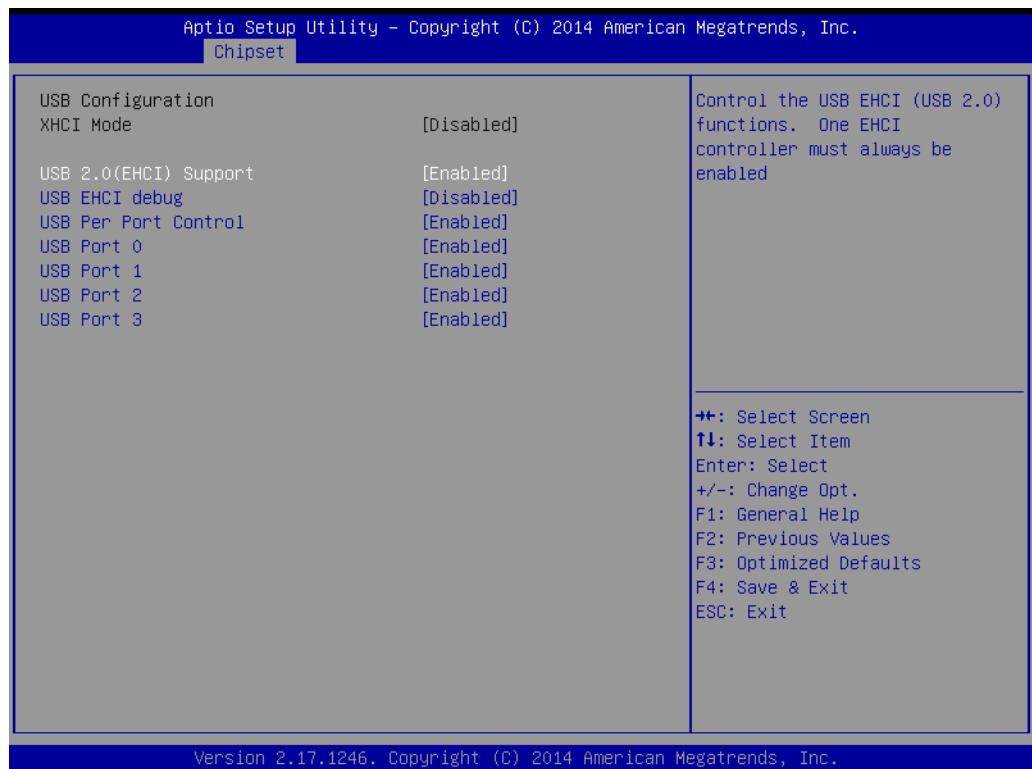 Aptio Setup Utility – Copyright (C) 2014 American Megatrends, Inc.
Chipset
USB Configuration
XHCI Mode [Disabled]
USB 2.0(EHCI) Support [Enabled]
USB EHCI debug [Disabled]
USB Per Port Control [Enabled]
USB Port 0 [Enabled]
USB Port 1 [Enabled]
USB Port 2 [Enabled]
USB Port 3 [Enabled]
Control the USB EHCI (USB 2.0)
functions. One EHCI
controller must always be
enabled
→←: Select Screen
↑↓: Select Item
Enter: Select
+/-: Change Opt.
F1: General Help
F2: Previous Values
F3: Optimized Defaults
F4: Save & Exit
ESC: Exit
Version 2.17.1246. Copyright (C) 2014 American Megatrends, Inc.